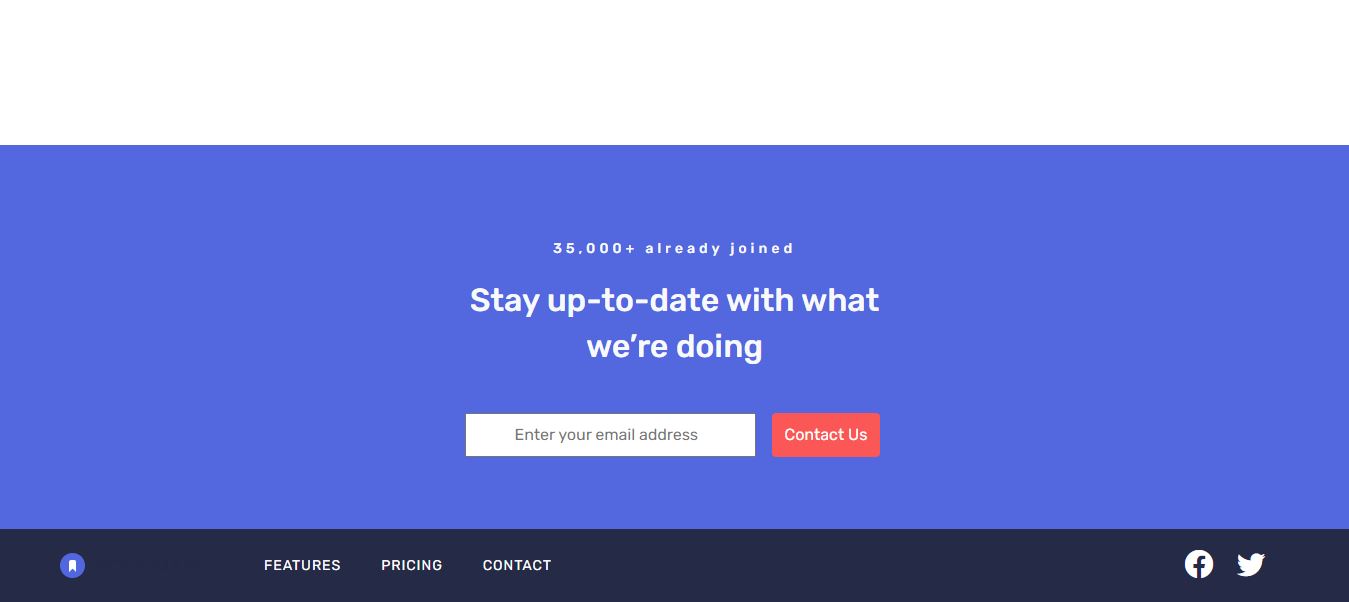 35,000+ already joined
Stay up-to-date with what
we’re doing
Enter your email address
Contact Us
FEATURES
PRICING
CONTACT